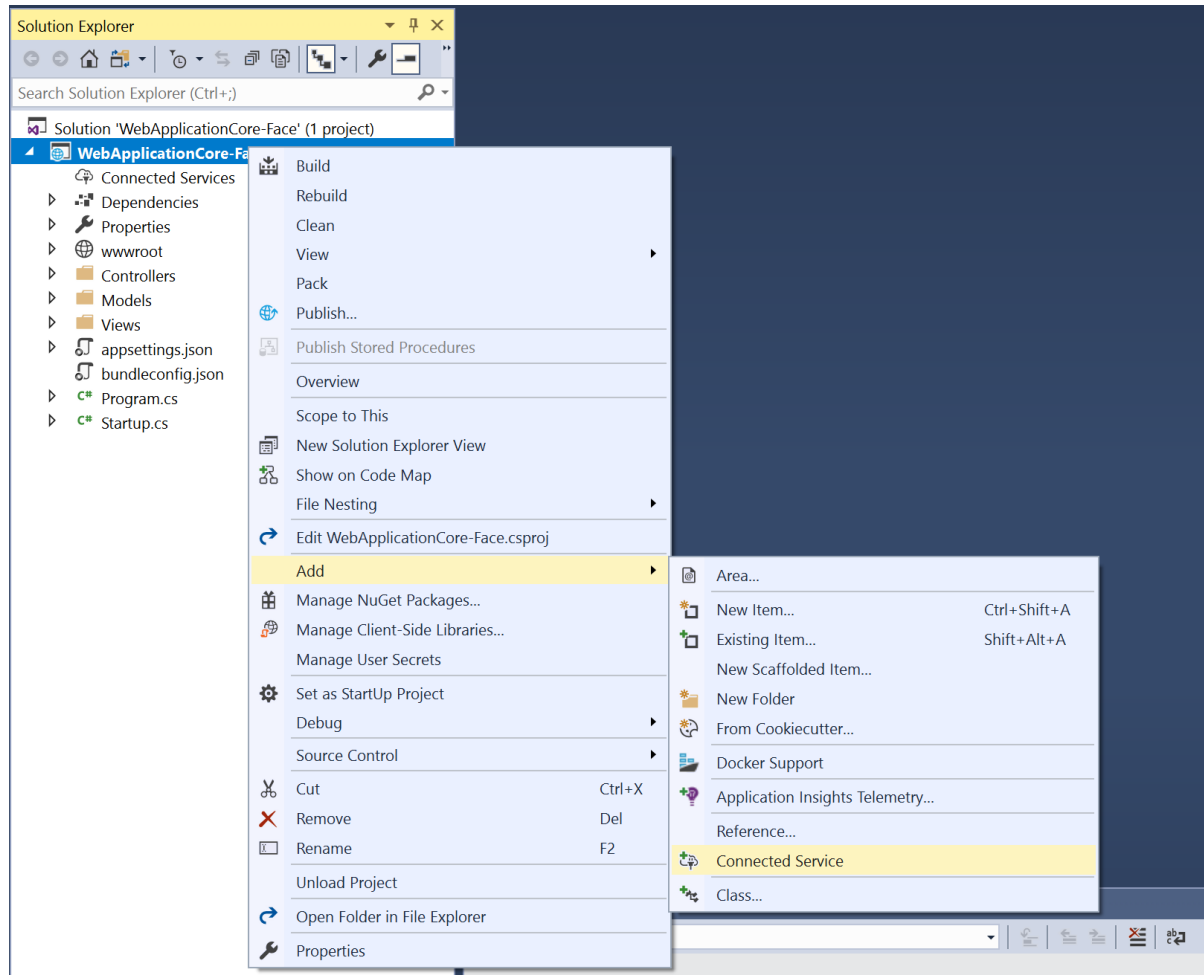 Solution Explorer
Search Solution Explorer (Ctrl+;)
Solution 'WebApplicationCore-Face' (1 project)
WebApplicationCore-Fa
Connected Services
Dependencies
Properties
wwwroot
Controllers
Models
Views
appsettings.json
bundleconfig.json
C# Program.cs
C# Startup.cs
Build
Rebuild
Clean
View
Pack
Publish...
Publish Stored Procedures
Overview
Scope to This
New Solution Explorer View
Show on Code Map
File Nesting
Edit WebApplicationCore-Face.csproj
Add
Manage NuGet Packages...
Manage Client-Side Libraries...
Manage User Secrets
Set as StartUp Project
Debug
Source Control
Cut Ctrl+X
Remove Del
Rename F2
Unload Project
Open Folder in File Explorer
Properties
Area...
New Item... Ctrl+Shift+A
Existing Item... Shift+Alt+A
New Scaffolded Item...
New Folder
From Cookiecutter...
Docker Support
Application Insights Telemetry...
Reference...
Connected Service
Class...